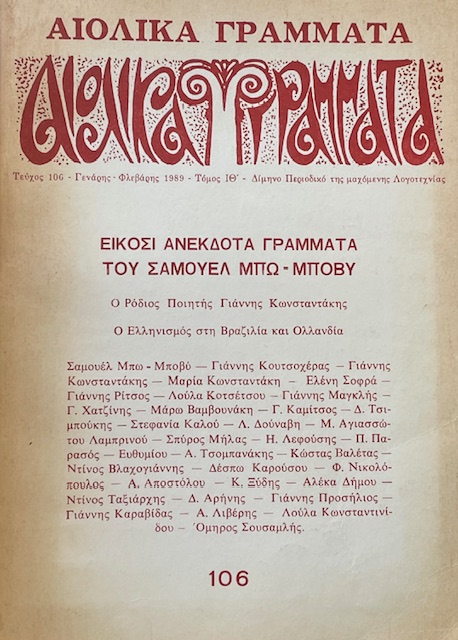 ΑΙΟΛΙΚΑ ΓΡΑΜΜΑΤΑ
ΑΙΟΛΙΚΑ ΓΡΑΜΜΑΤΑ
Τεύχος 106 - Γενάρης - Φλεβάρης 1989 - Τόμος ΙΘ΄ - Δίμηνο Περιοδικό της μαχόμενης Λογοτεχνίας
ΕΙΚΟΣΙ ΑΝΕΚΔΟΤΑ ΓΡΑΜΜΑΤΑ
ΤΟΥ ΣΑΜΟΥΕΛ ΜΠΩ - ΜΠΟΒΥ
Ο Ρόδιος Ποιητής Γιάννης Κωνσταντάκης
Ο Ελληνισμός στη Βραζιλία και Ολλανδία
Σαμουέλ Μπω - Μποβύ — Γιάννης Κουτσοχέρας — Γιάννης
Κωνσταντάκης — Μαρία Κωνσταντάκη — Ελένη Σοφρά —
Γιάννης Ρίτσος — Λούλα Κοτσέτσου — Γιάννης Μαγκλής —
Γ. Χατζίνης — Μάρω Βαμβουνάκη — Γ. Καμίτσος — Δ. Τσι-
μπούκης — Στεφανία Καλού — Λ. Δούναβη — Μ. Αγιασσώ-
του Λαμπρινού — Σπύρος Μήλας — Η. Λεφούσης — Π. Πα-
ρασός — Ευθυμίου — Α. Τσομπανάκης — Κώστας Βαλέτας —
Ντίνος Βλαχογιάννης — Δέσπω Καρούσου — Φ. Νικολό-
πουλος — Α. Αποστόλου — Κ. Ξύδης — Αλέκα Δήμου —
Ντίνος Ταξιάρχης — Δ. Αρήνης — Γιάννης Προσήλιος —
Γιάννης Καραβίδας — Α. Λιβέρης — Λούλα Κωνσταντινί-
δου — Όμηρος Σουσαμλής.
106